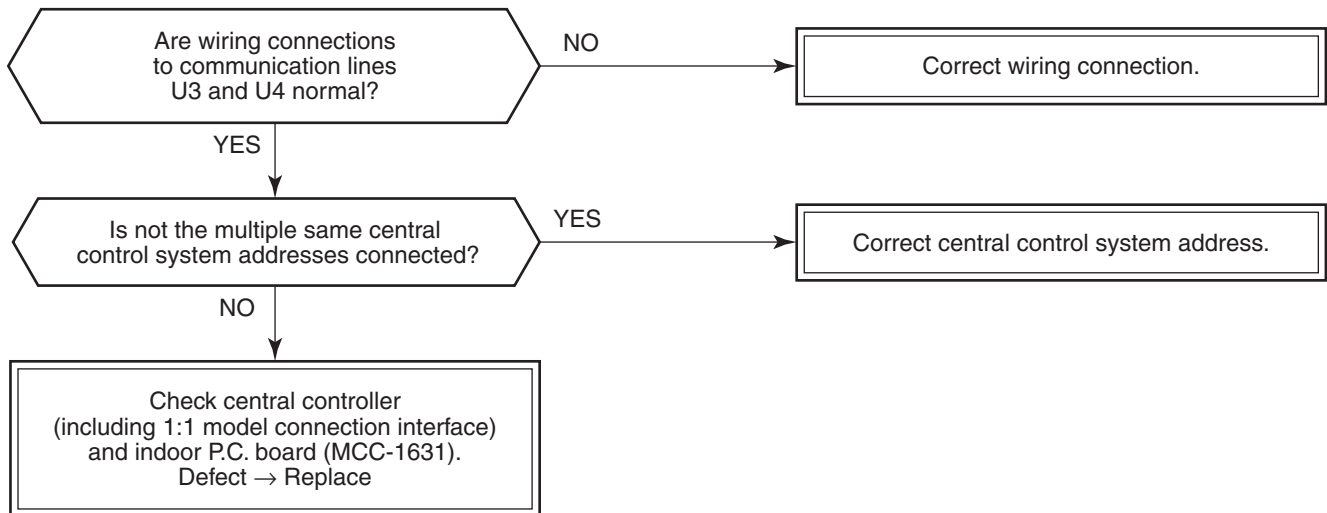 Are wiring connections
to communication lines
U3 and U4 normal?
NO
Correct wiring connection.
YES
Is not the multiple same central
control system addresses connected?
YES
Correct central control system address.
NO
Check central controller
(including 1:1 model connection interface)
and indoor P.C. board (MCC-1631).
Defect → Replace